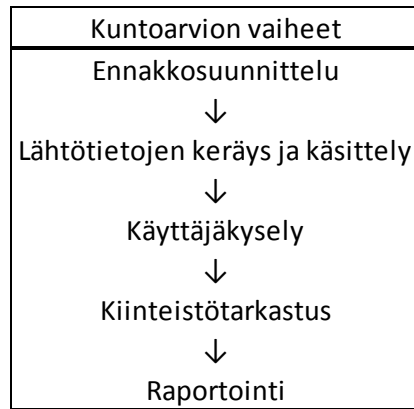 Kuntoarvion vaiheet
Ennakkosuunnittelu
↓
Lähtötietojen keräys ja käsittely
↓
Käyttäjäkysely
↓
Kiinteistötarkastus
↓
Raportointi